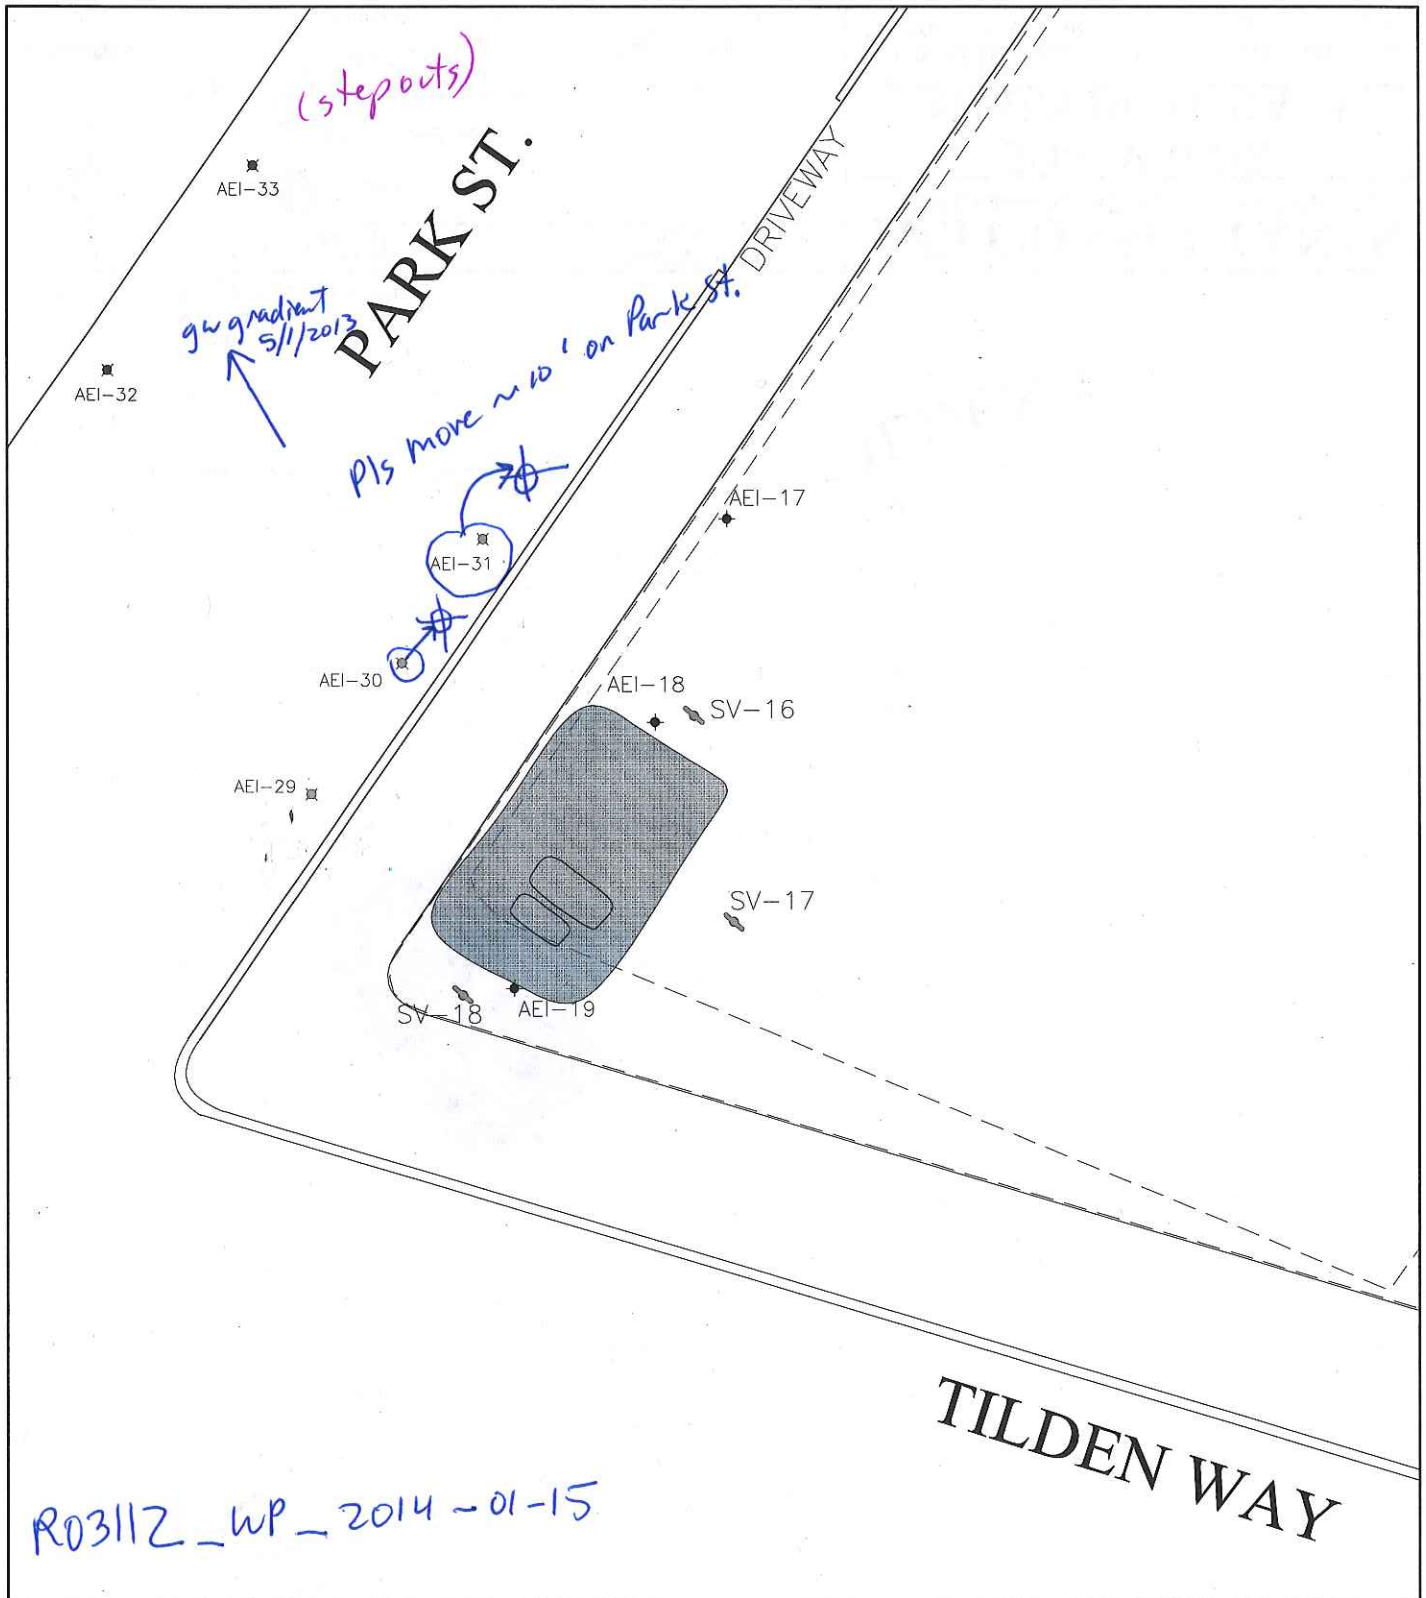 (stepouts)
AEI-33
PARK ST.
DRIVEWAY
gw gradient
5/1/2013
AEI-32
Pls move ~ 10' on Park St.
AEI-17
AEI-31
AEI-30
AEI-18
SV-16
AEI-29
SV-17
AEI-19
SV-18
TILDEN WAY
R03112_WP_2014-01-15